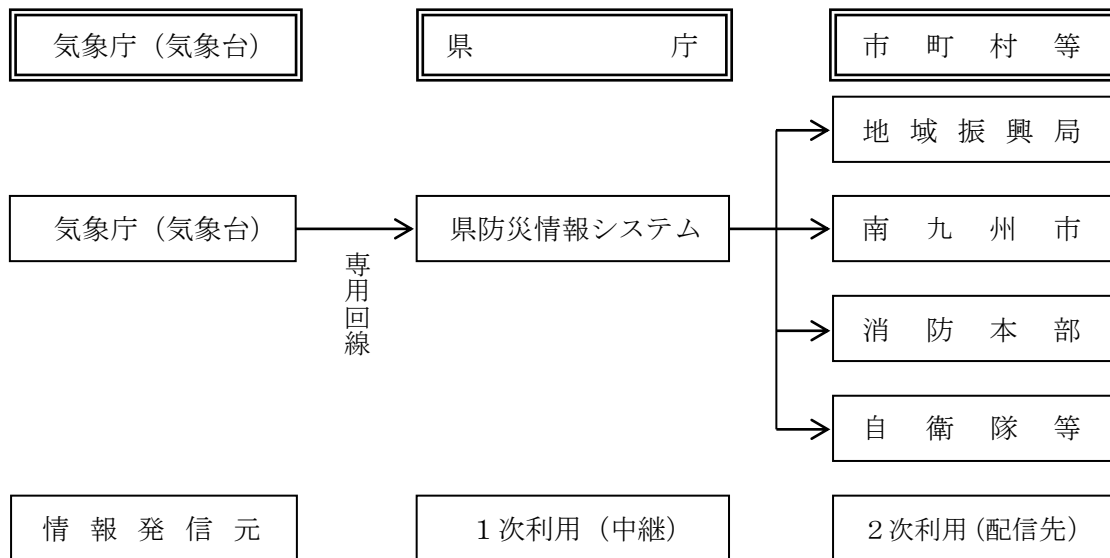 気象庁（気象台）
県庁
市町村等
地域振興局
気象庁（気象台）
県防災情報システム
南九州市
専用回線
消防本部
自衛隊等
情報発信元
１次利用（中継）
２次利用（配信先）